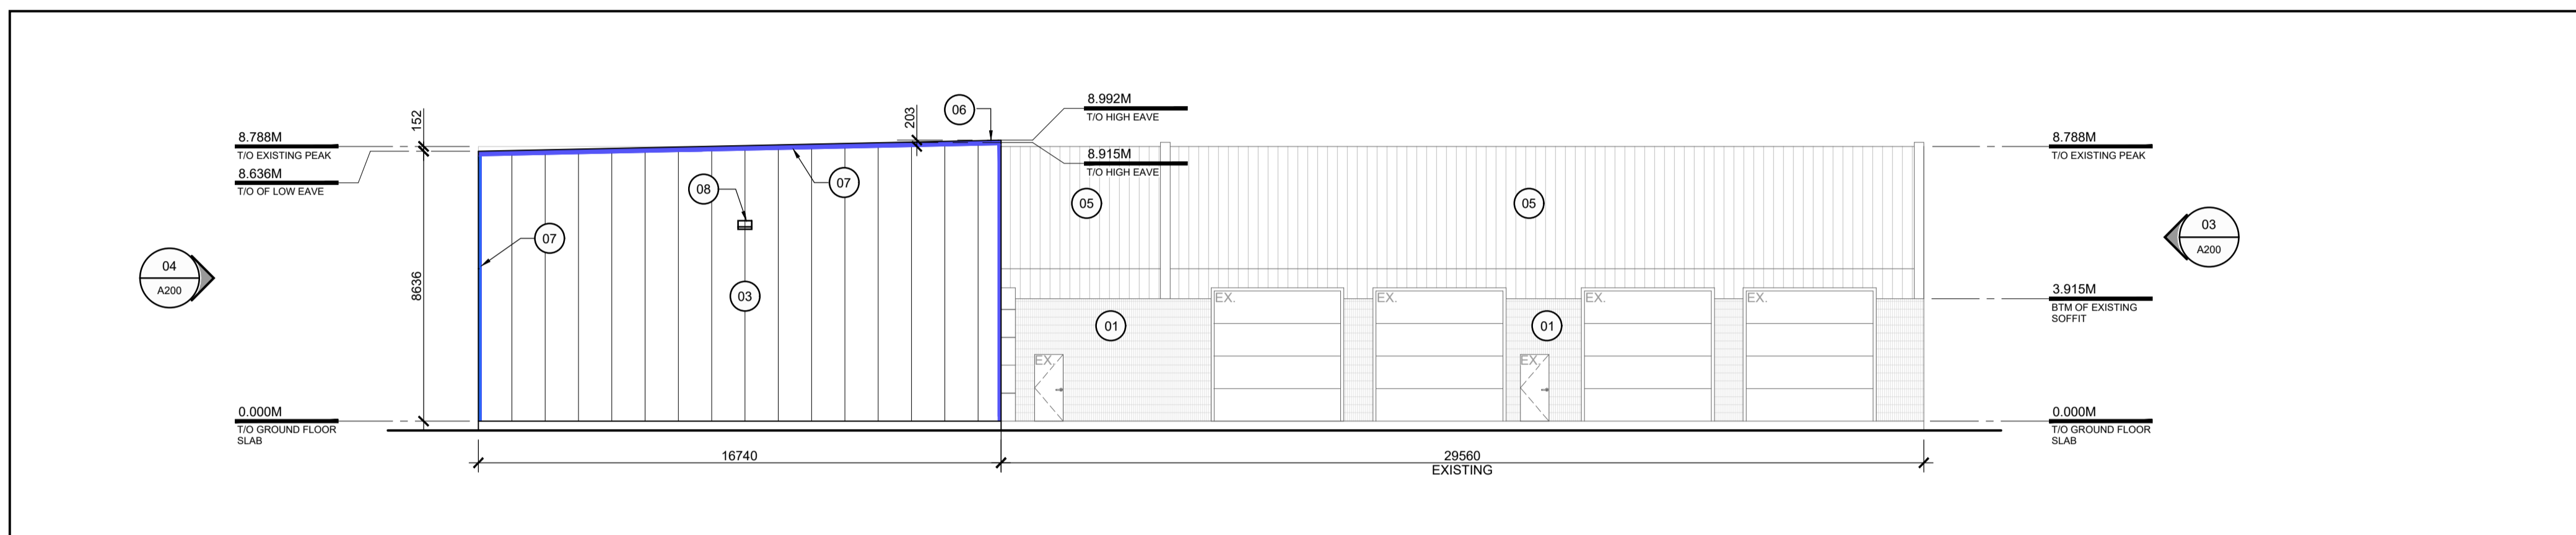 152
203
06
8.992M
T/O HIGH EAVE
8.788M
T/O EXISTING PEAK
8.788M
T/O EXISTING PEAK
8.915M
T/O HIGH EAVE
8.636M
T/O OF LOW EAVE
08
07
05
05
07
03
A200
04
A200
8636
03
3.915M
BTM OF EXISTING
SOFFIT
EX.
EX.
EX.
EX.
01
01
EX.
EX.
0.000M
T/O GROUND FLOOR
SLAB
0.000M
T/O GROUND FLOOR
SLAB
16740
29560
EXISTING